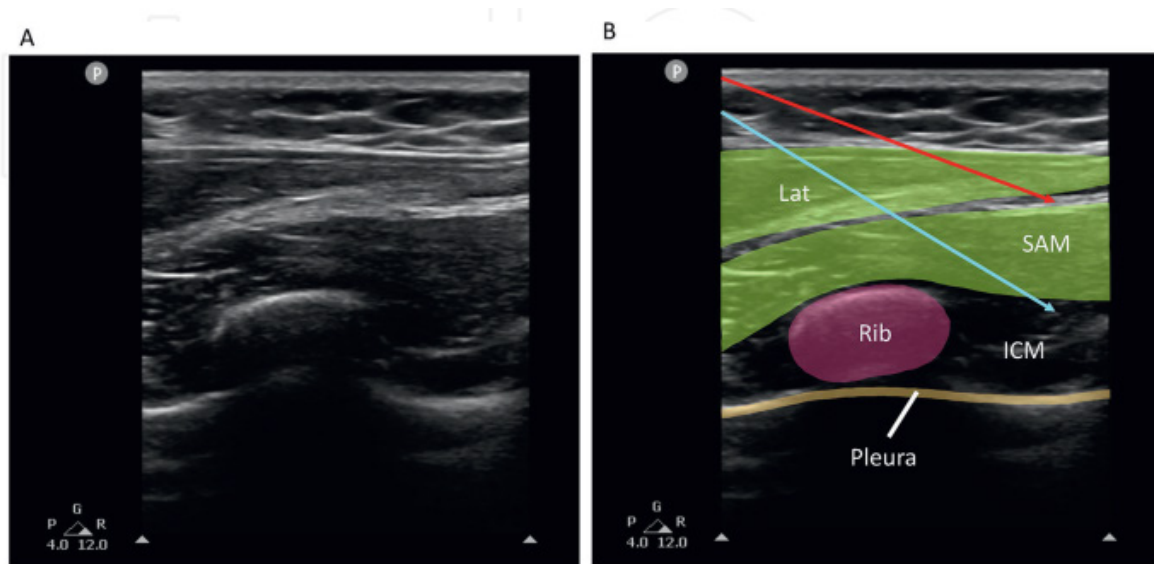 A
P
G
P R
4.0 12.0
B
P
Lat
SAM
Rib
ICM
Pleura
G
P R
4.0 12.0